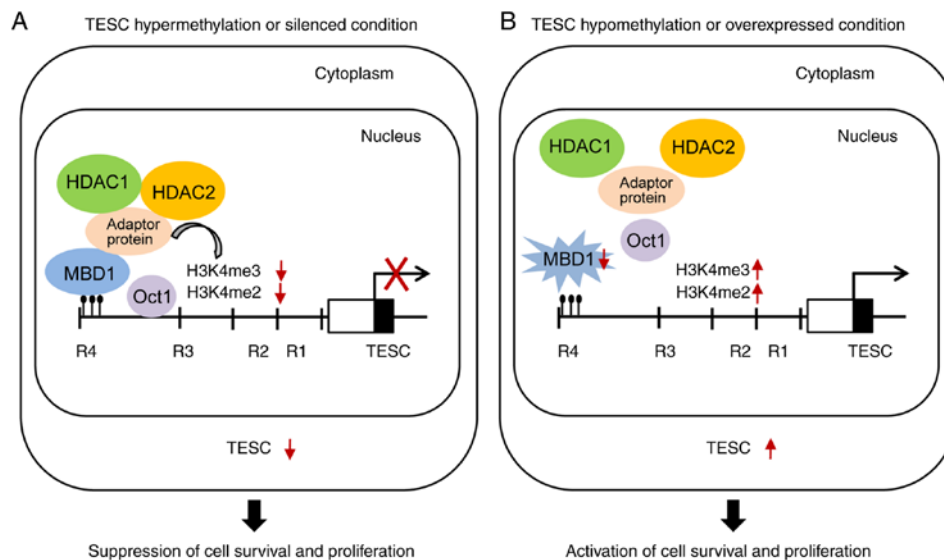 A
TESC hypermethylation or silenced condition
Cytoplasm
Nucleus
HDAC1
HDAC2
Adaptor
protein
MBD1
Oct1
H3K4me3
H3K4me2
R4
R3
R2
R1
TESC
TESC
Suppression of cell survival and proliferation
B
TESC hypomethylation or overexpressed condition
Cytoplasm
Nucleus
HDAC1
HDAC2
Adaptor
protein
Oct1
MBD1
H3K4me3
H3K4me2
R4
R3
R2
R1
TESC
TESC
Activation of cell survival and proliferation